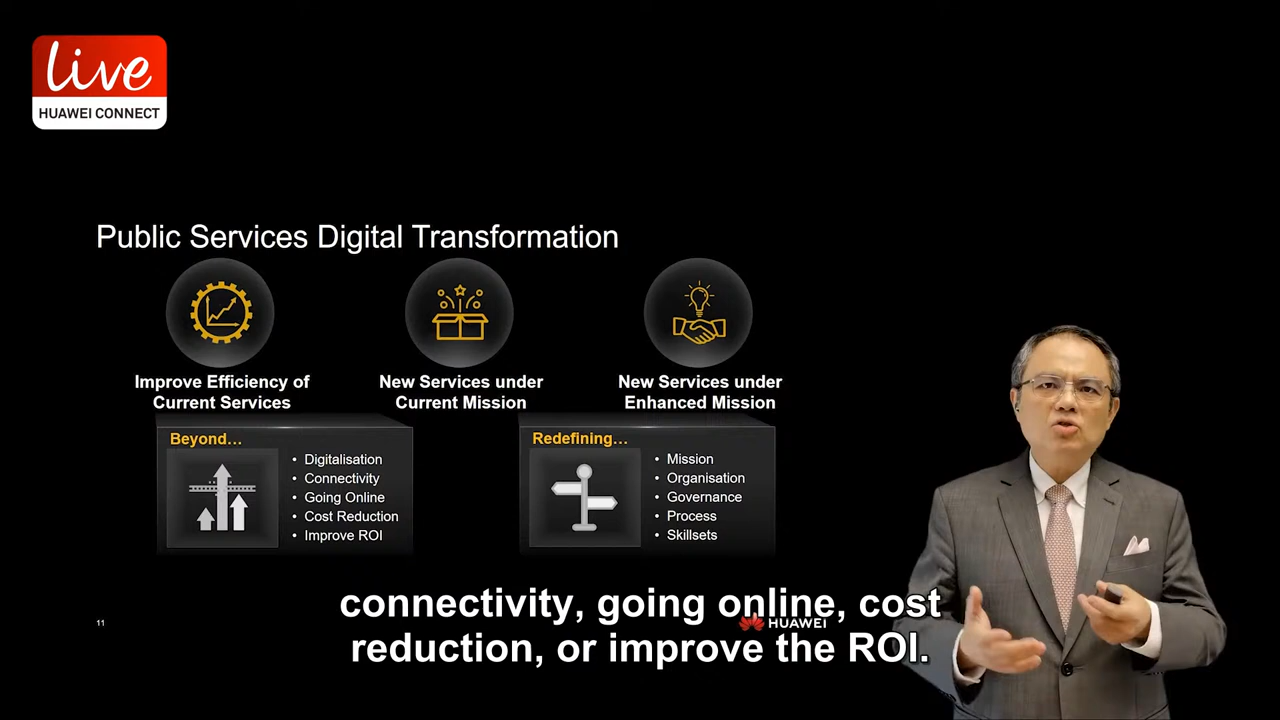 live
HUAWEI CONNECT
Public Services Digital Transformation
Improve Efficiency of
Current Services
New Services under
Current Mission
New Services under
Enhanced Mission
Beyond…
• Digitalisation
• Connectivity
• Going Online
• Cost Reduction
• Improve ROI
Redefining…
• Mission
• Organisation
• Governance
• Process
• Skillsets
connectivity, going online, cost
reduction, or improve the ROI.
11
HUAWEI